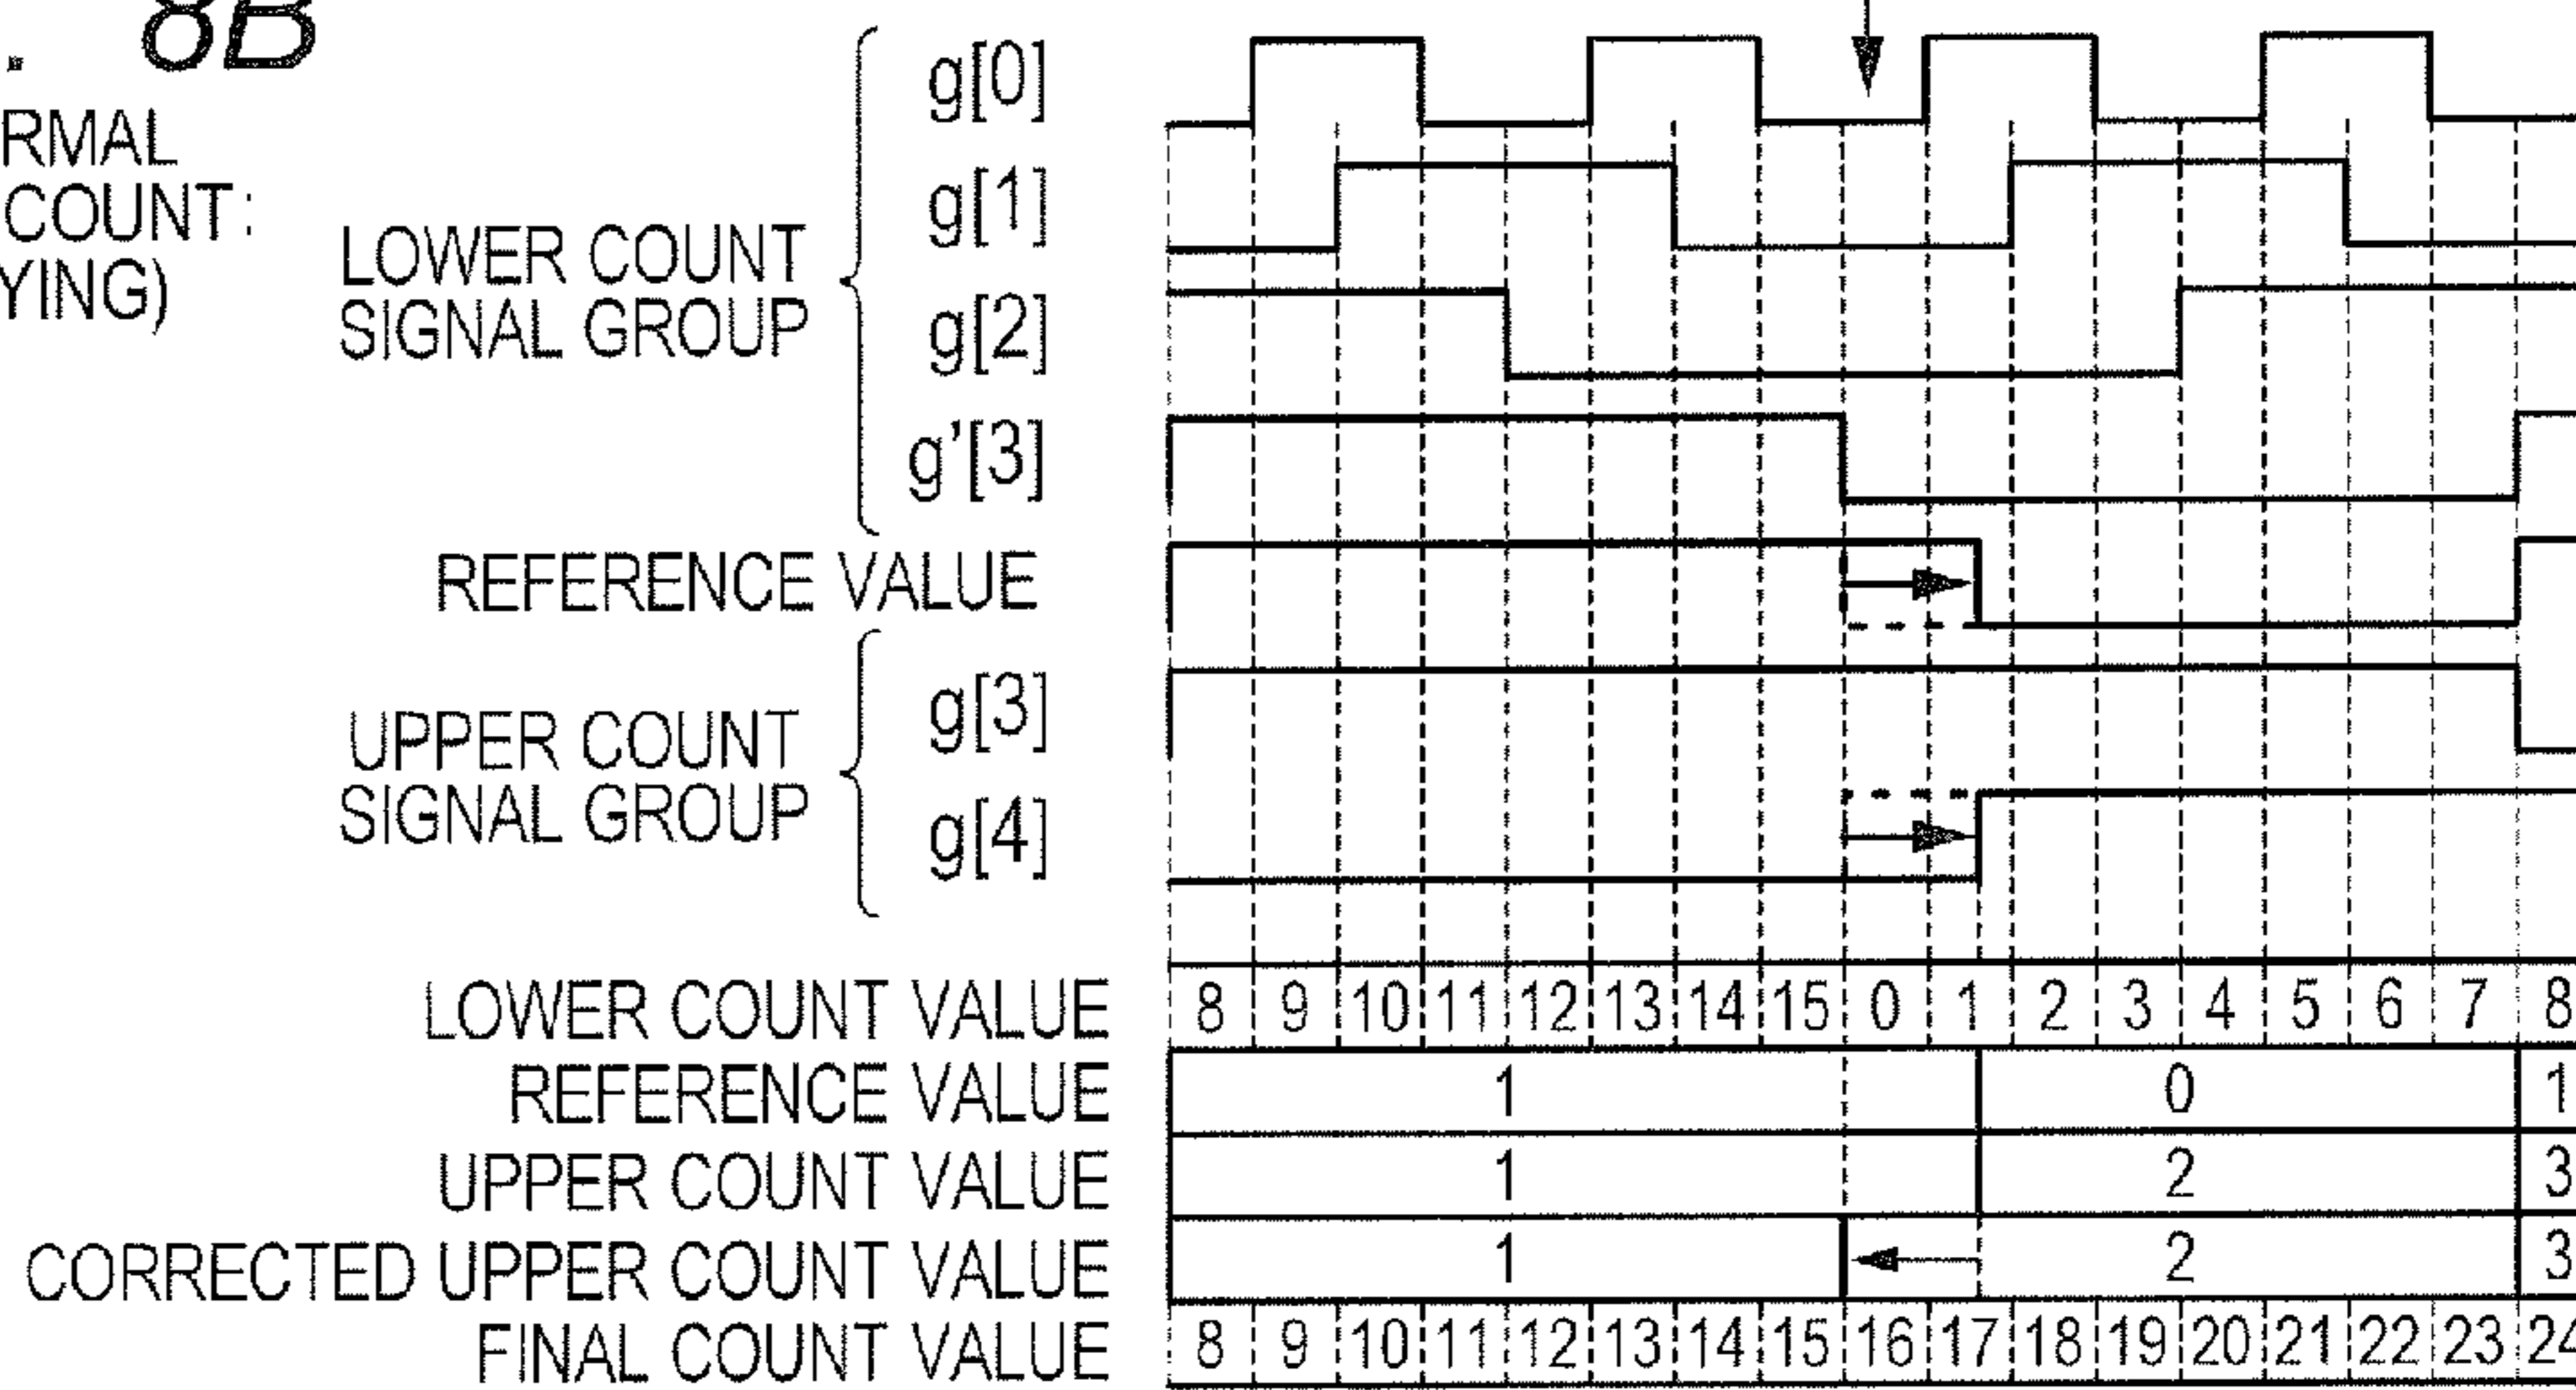 . 8B
RMAL
COUNT:
YING)
LOWER COUNT
SIGNAL GROUP
g[0]
g[1]
g[2]
g'[3]
REFERENCE VALUE
UPPER COUNT
SIGNAL GROUP
g[3]
g[4]
LOWER COUNT VALUE 8 9 10 11 12 13 14 15 0 1 2 3 4 5 6 7 8
REFERENCE VALUE 1 0 1
UPPER COUNT VALUE 1 2 3
CORRECTED UPPER COUNT VALUE 1 2 3
FINAL COUNT VALUE 8 9 10 11 12 13 14 15 16 17 18 19 20 21 22 23 24